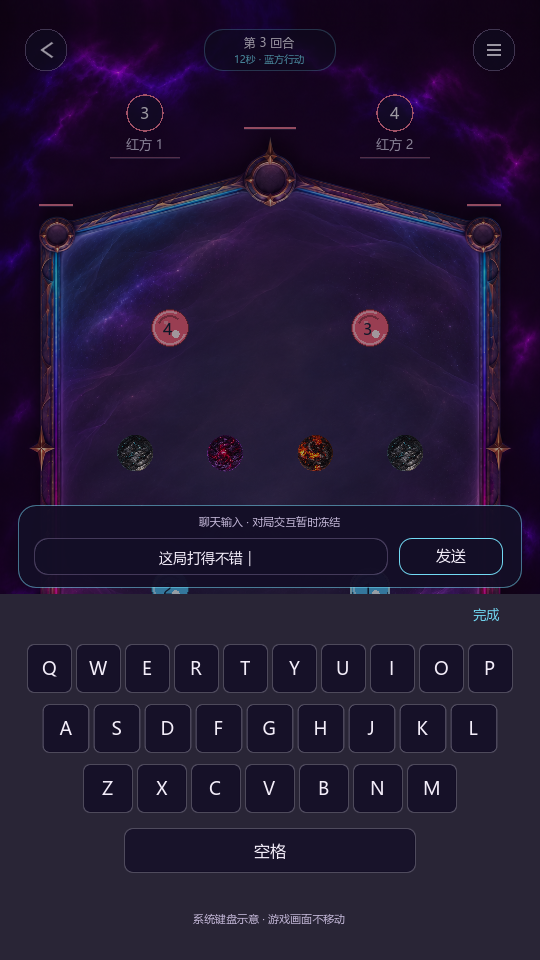 第 3 回合
12秒 · 蓝方行动
3
4
红方 1
红方 2
4
3
聊天输入 · 对局交互暂时冻结
这局打得不错 |
发送
完成
Q W E R T Y U I O P
A S D F G H J K L
Z X C V B N M
空格
系统键盘示意 · 游戏画面不移动